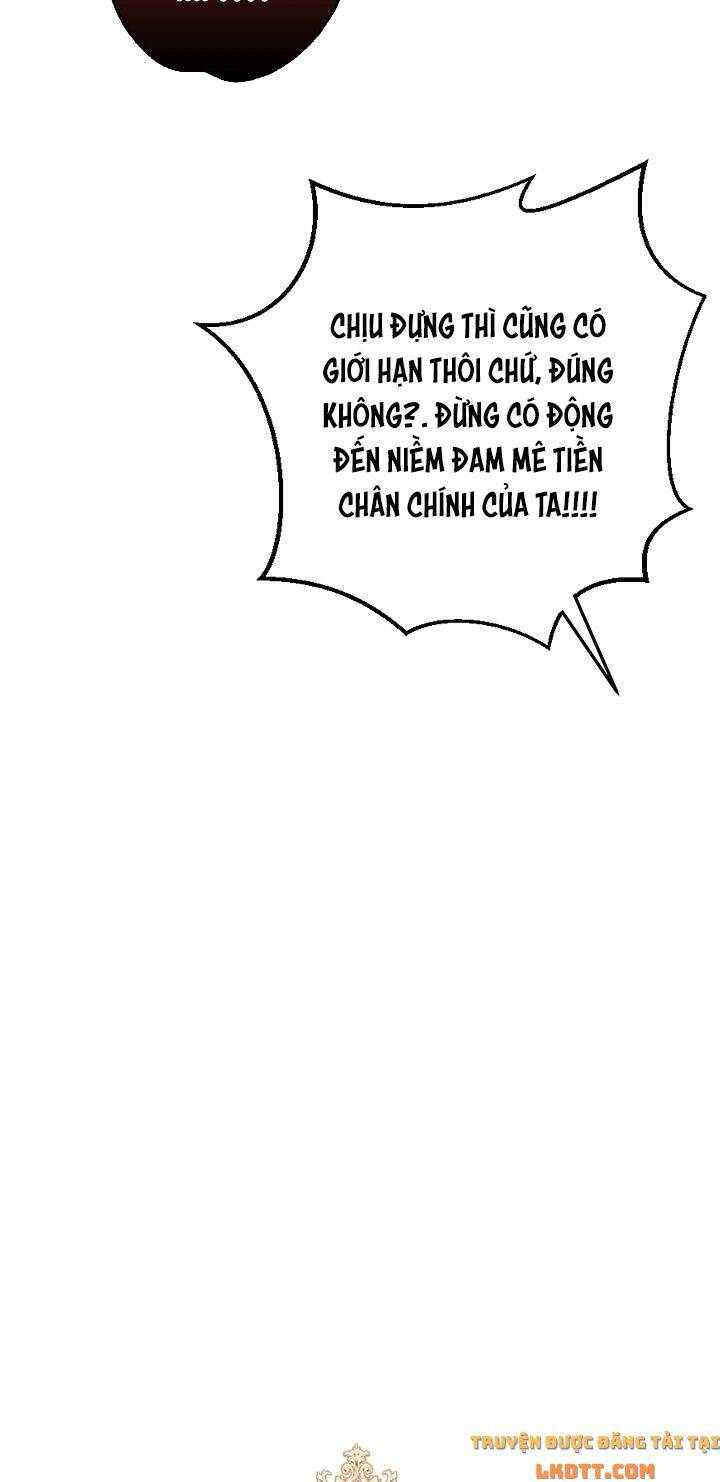 CHỊU ĐỰNG THÌ CŨNG CÓ
GIỚI HẠN THÔI CHỨ, ĐÚNG
KHÔNG?. ĐỪNG CÓ ĐỘNG
ĐẾN NIỀM ĐAM MÊ TIỀN
CHÂN CHÍNH CỦA TA!!!!
TRUYỆN ĐƯỢC ĐĂNG TẢI TẠI
LKDTT.COM